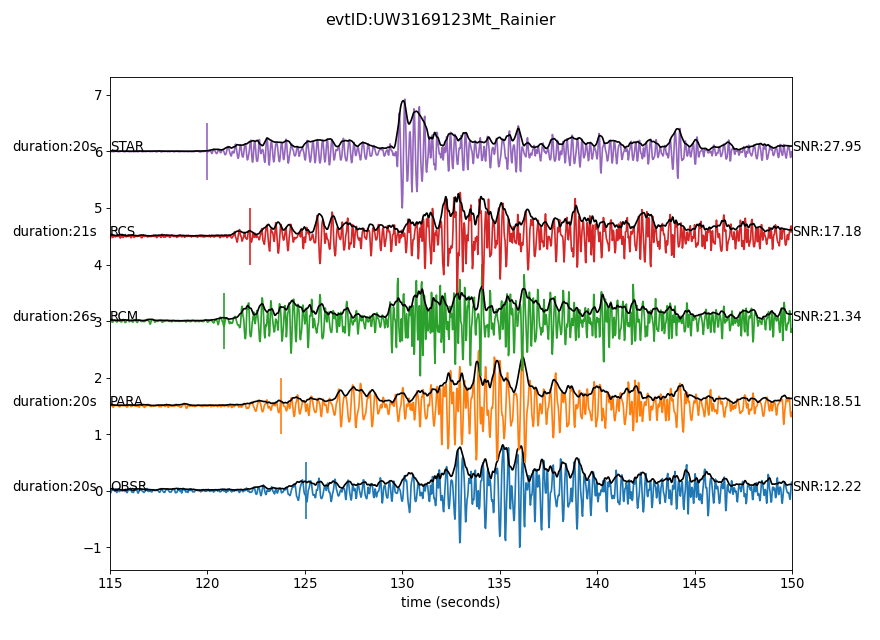 evtID:UW3169123Mt_Rainier
7
duration:20s STAR SNR:27.95
6
5
duration:21s RCS SNR:17.18
4
duration:26s RCM SNR:21.34
3
2
duration:20s PARA SNR:18.51
1
duration:20s OBSR SNR:12.22
0
−1
115 120 125 130 135 140 145 150
time (seconds)